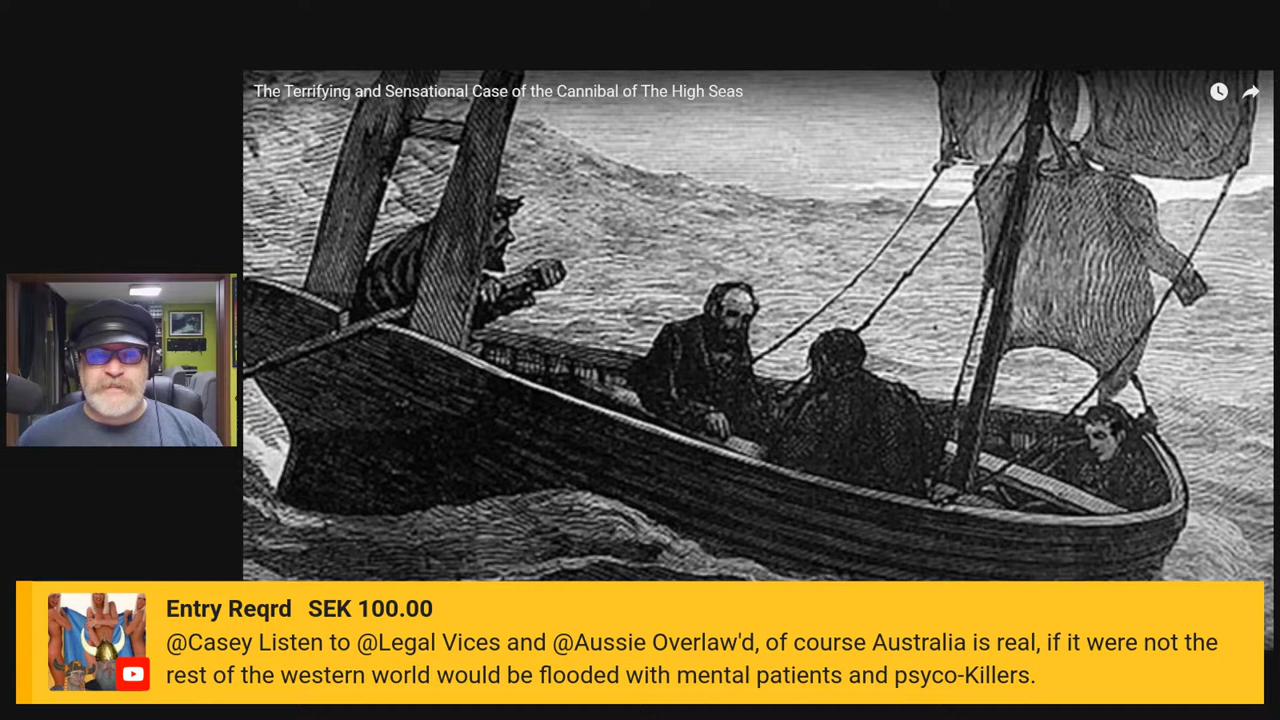 The Terrifying and Sensational Case of the Cannibal of The High Seas
Entry Reqrd SEK 100.00
@Casey Listen to @Legal Vices and @Aussie Overlaw'd, of course Australia is real, if it were not the
rest of the western world would be flooded with mental patients and psyco-Killers.